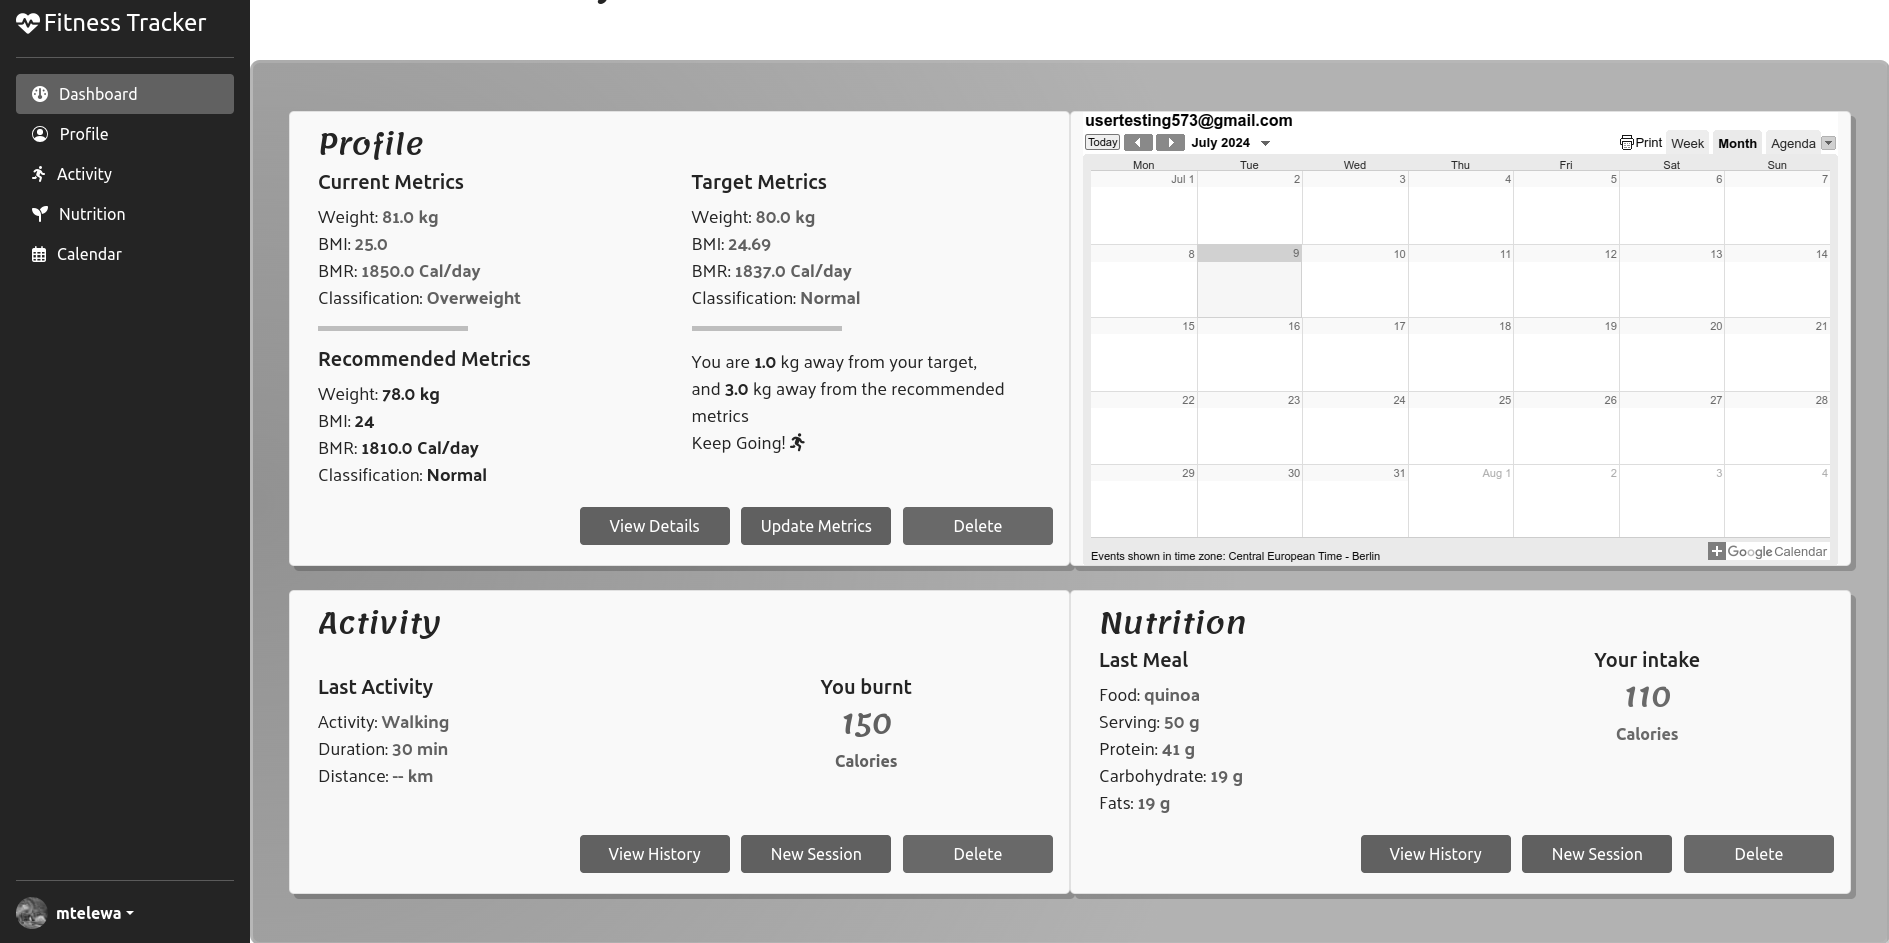 Fitness Tracker
Dashboard
Profile
Activity
Nutrition
Calendar
mtelewa
Profile
Current Metrics
Weight: 81.0 kg
BMI: 25.0
BMR: 1850.0 Cal/day
Classification: Overweight
Target Metrics
Weight: 80.0 kg
BMI: 24.69
BMR: 1837.0 Cal/day
Classification: Normal
Recommended Metrics
Weight: 78.0 kg
BMI: 24
BMR: 1810.0 Cal/day
Classification: Normal
You are 1.0 kg away from your target,
and 3.0 kg away from the recommended
metrics
Keep Going!
View Details Update Metrics Delete
usertesting573@gmail.com
Today July 2024 Print Week Month Agenda
Mon Tue Wed Thu Fri Sat Sun
Jul 1 2 3 4 5 6 7
8 9 10 11 12 13 14
15 16 17 18 19 20 21
22 23 24 25 26 27 28
29 30 31 Aug 1 2 3 4
Events shown in time zone: Central European Time - Berlin
Google Calendar
Activity
Last Activity
Activity: Walking
Duration: 30 min
Distance: -- km
You burnt
150
Calories
View History New Session Delete
Nutrition
Last Meal
Food: quinoa
Serving: 50 g
Protein: 41 g
Carbohydrate: 19 g
Fats: 19 g
Your intake
110
Calories
View History New Session Delete